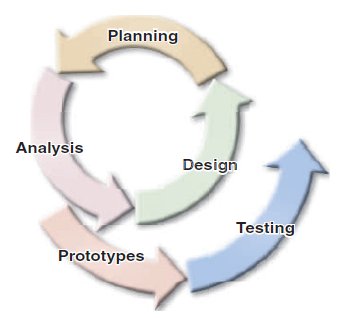 Planning
Analysis
Design
Testing
Prototypes